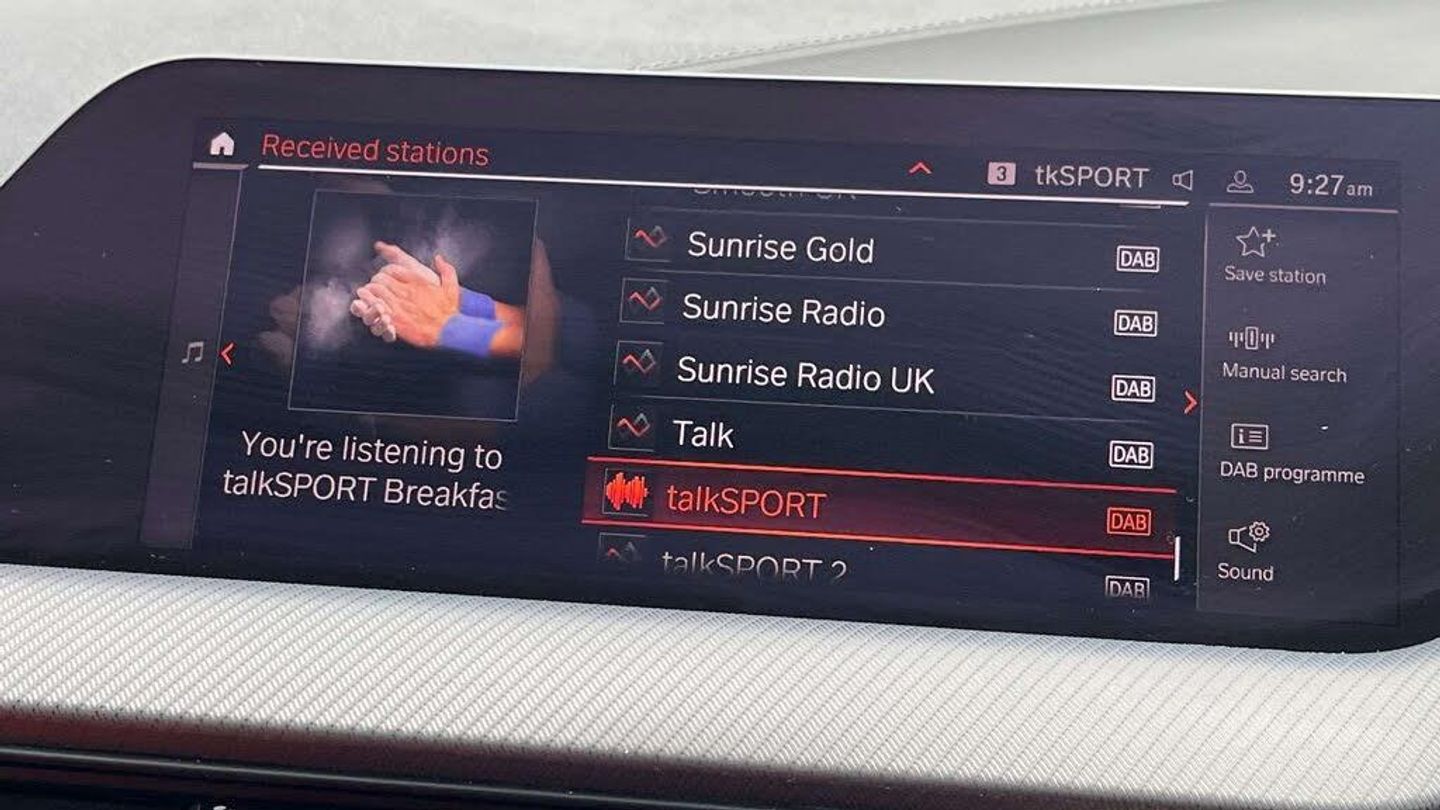 Received stations
3 tkSPORT
9:27am
Sunrise Gold DAB
Sunrise Radio DAB
Sunrise Radio UK DAB
Talk DAB
talkSPORT DAB
talkSPORT 2 DAB
You're listening to
talkSPORT Breakfas
Save station
Manual search
DAB programme
Sound